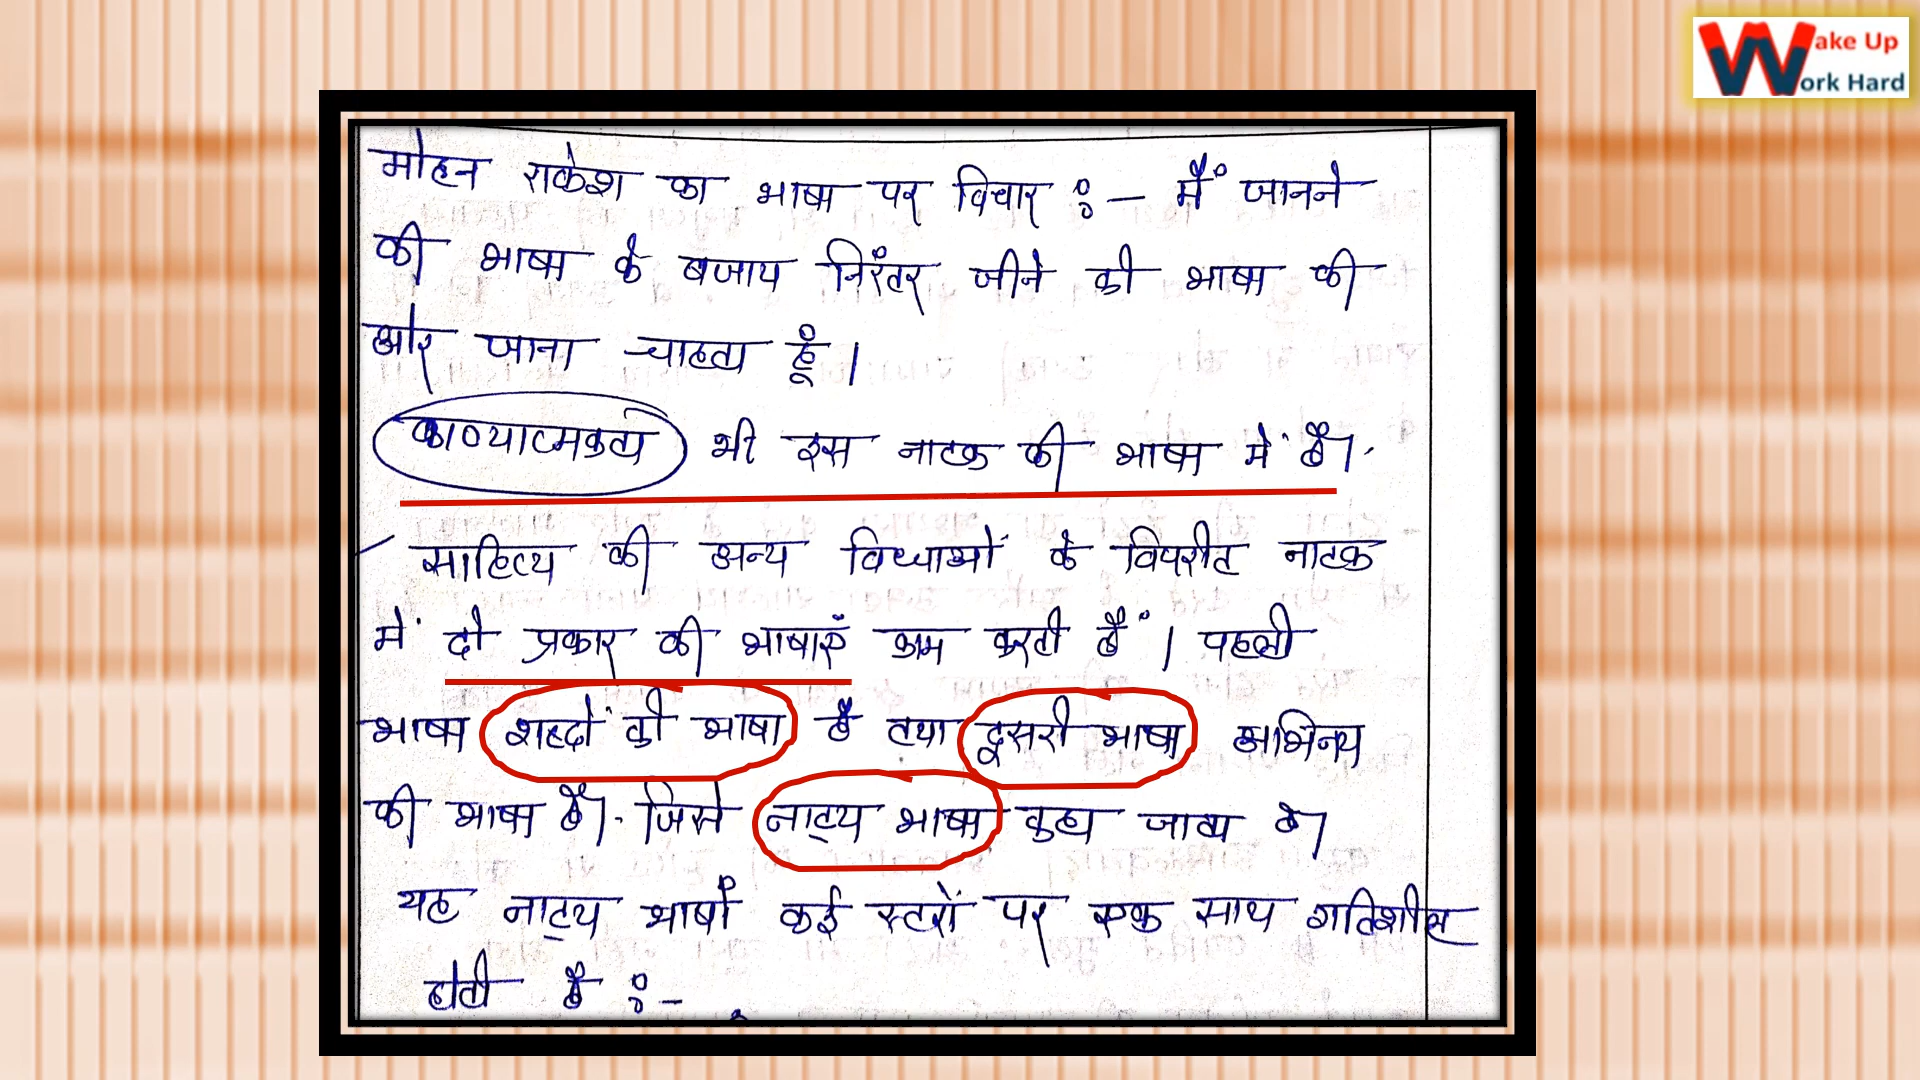 Wake Up
Work Hard
मोहन राकेश का भाषा पर विचार :- मैं जानने
की भाषा के बजाय निरंतर जीने की भाषा की
ओर जाना चाहता हूँ।
काव्यात्मकता भी इस नाटक की भाषा में है।
साहित्य की अन्य विधाओं के विपरीत नाटक
में दो प्रकार की भाषाएँ काम करती हैं। पहली
भाषा शब्दों की भाषा है तथा दूसरी भाषा अभिनय
की भाषा है। जिसे नाट्य भाषा कहा जाता है।
यह नाट्य भाषा कई स्तरों पर एक साथ गतिशील
होती है :-